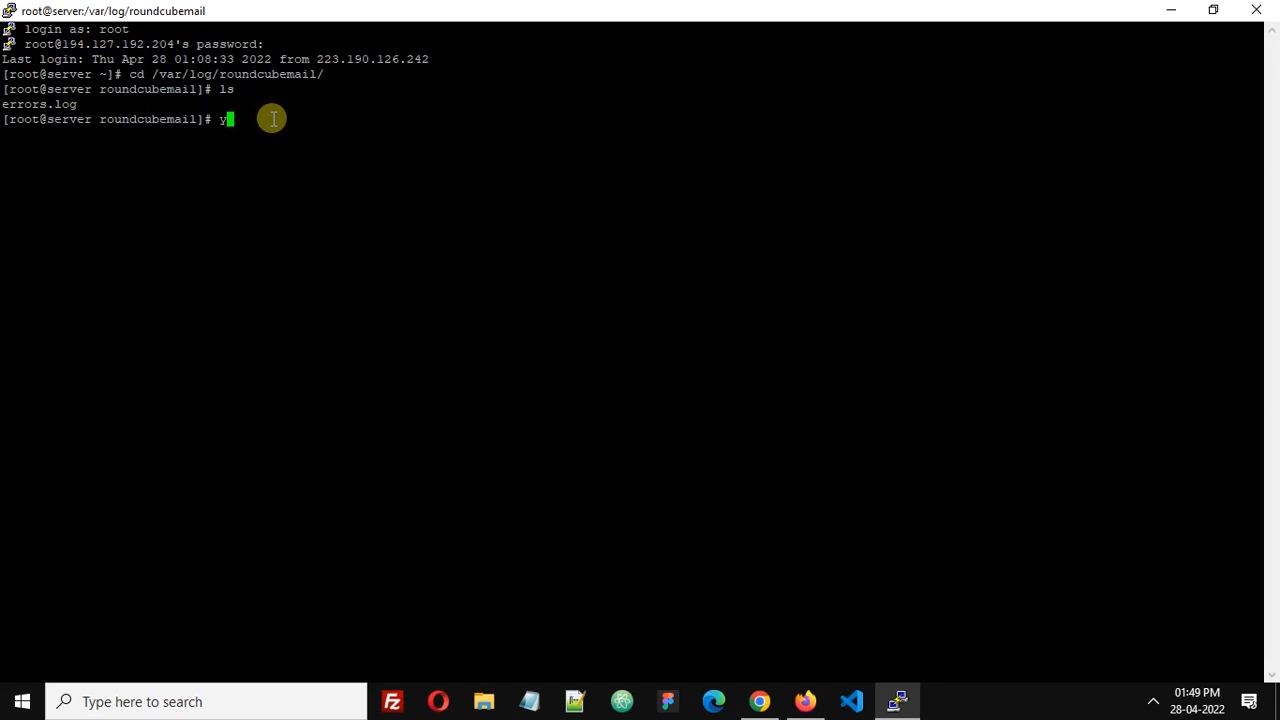 root@server:/var/log/roundcubemail
login as: root
root@194.127.192.204's password:
Last login: Thu Apr 28 01:08:33 2022 from 223.190.126.242
[root@server ~]# cd /var/log/roundcubemail/
[root@server roundcubemail]# ls
errors.log
[root@server roundcubemail]# y
Type here to search
01:49 PM
28-04-2022